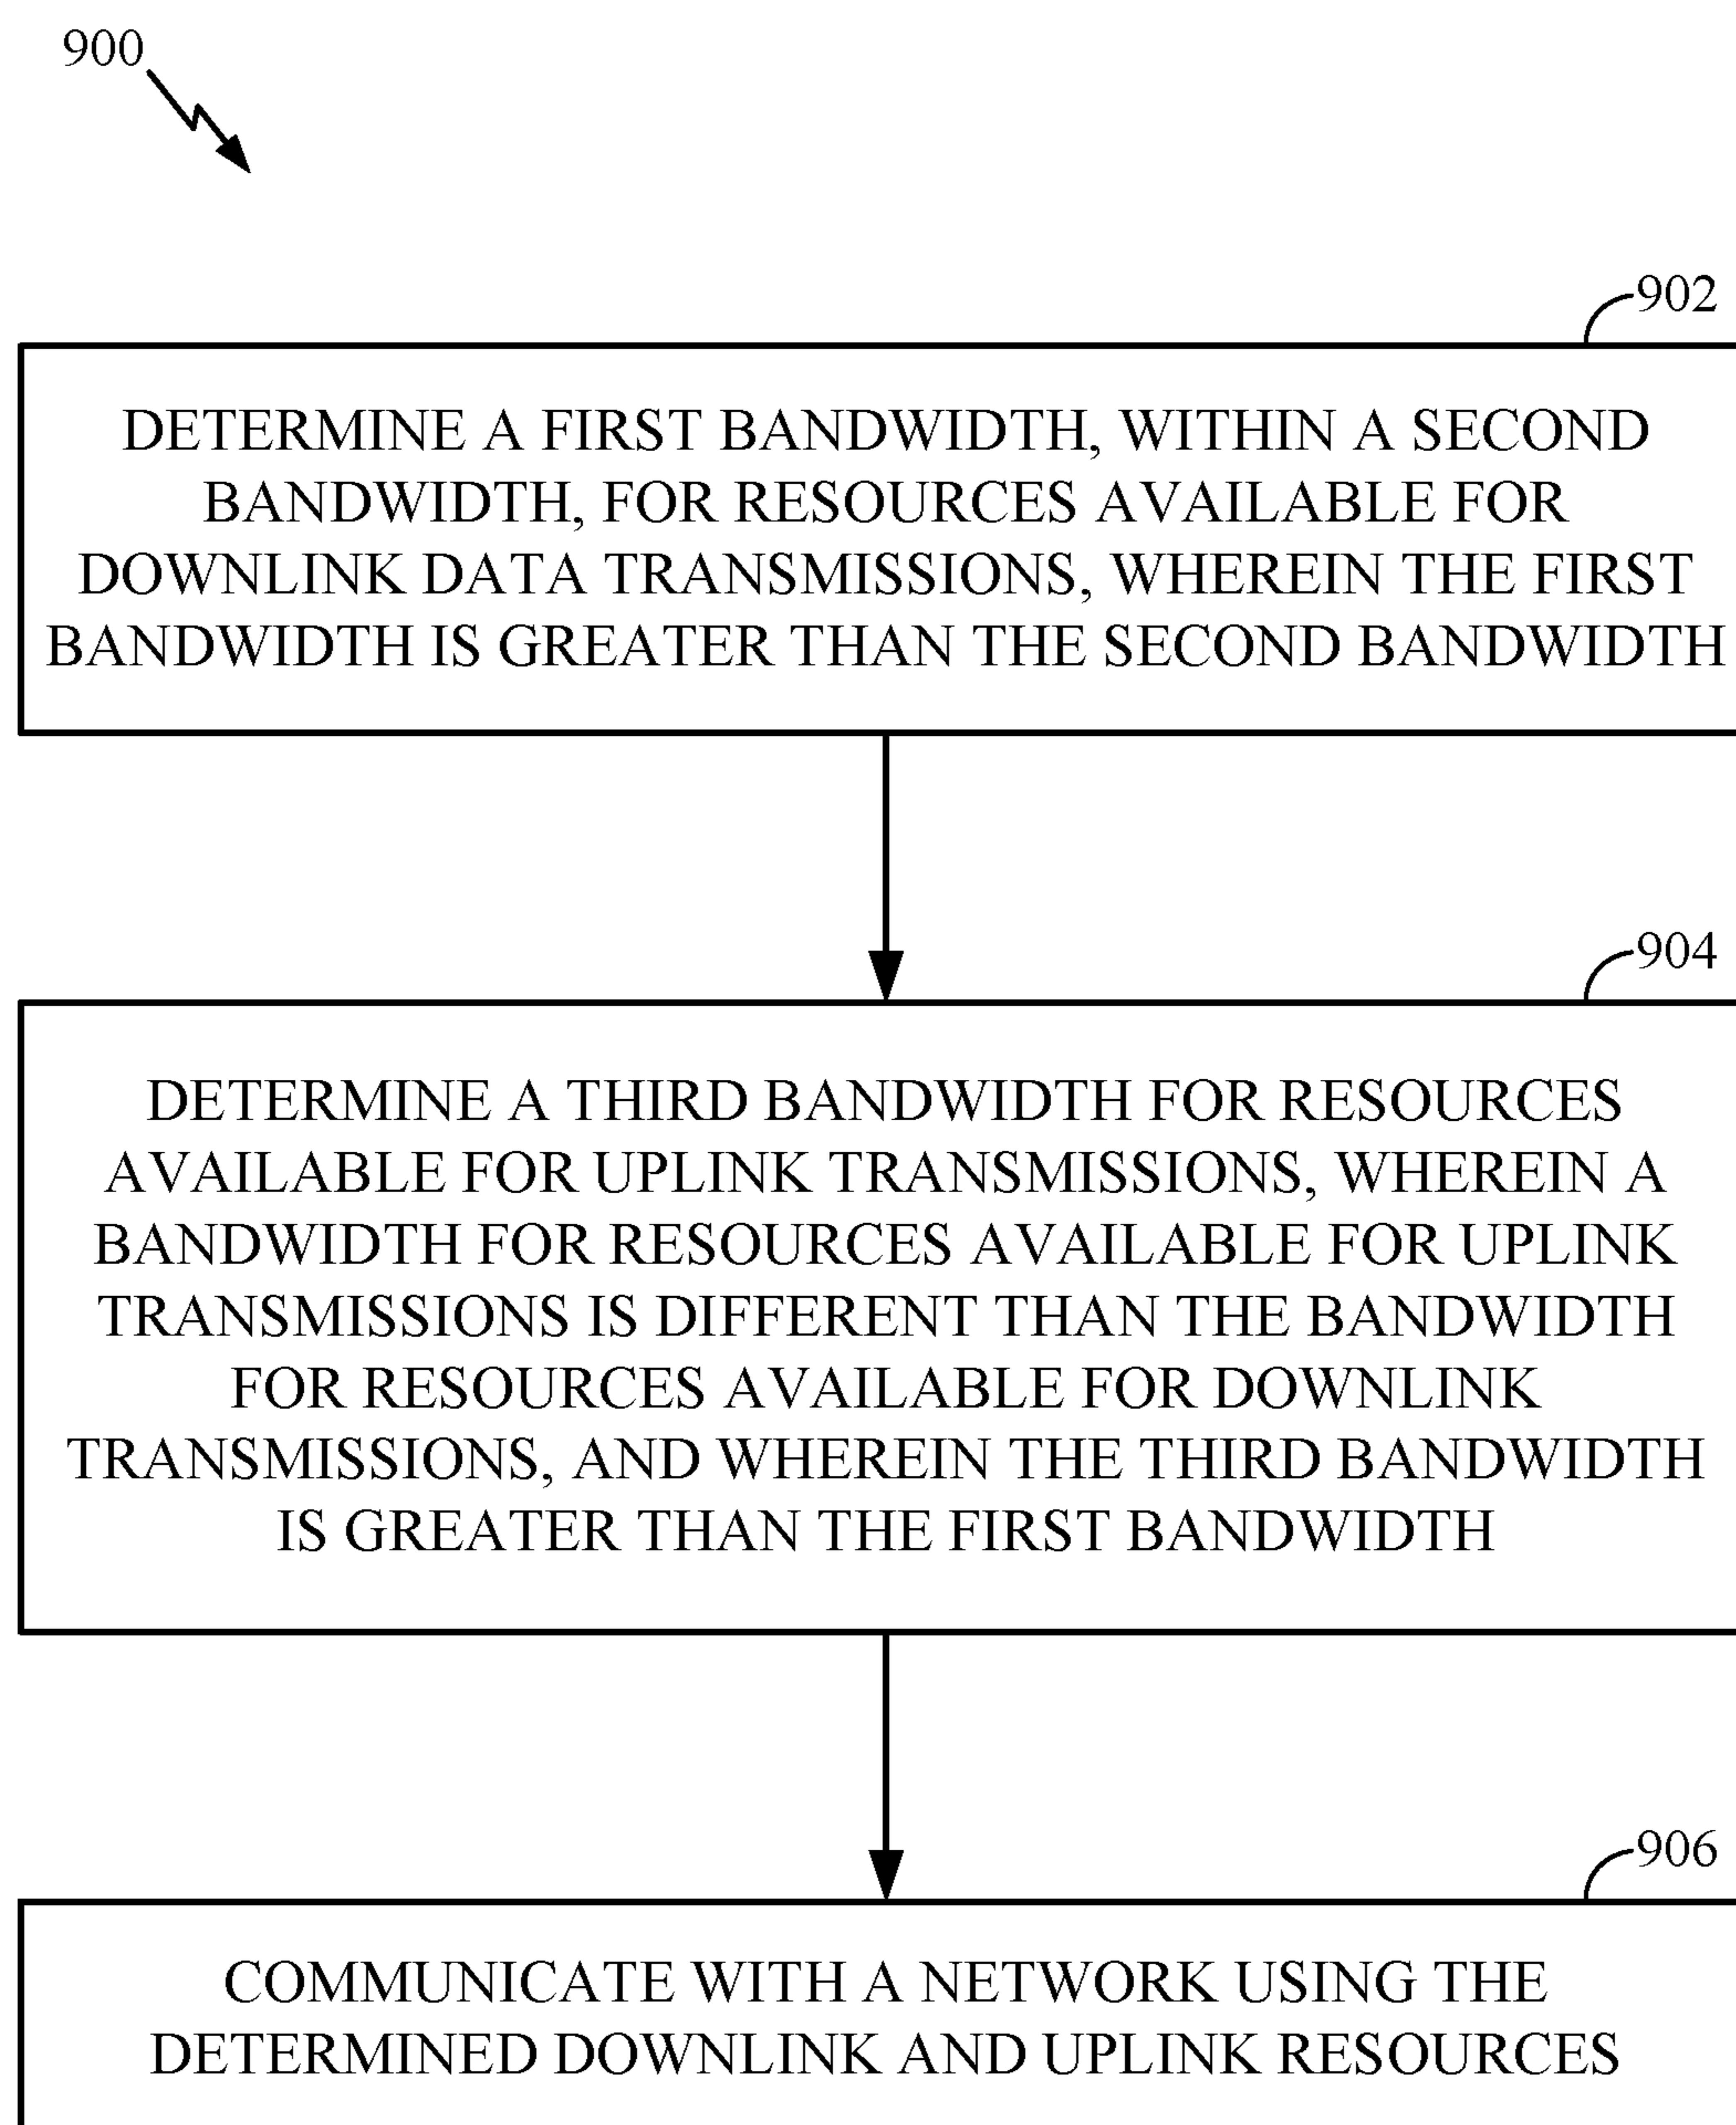 900
902
DETERMINE A FIRST BANDWIDTH, WITHIN A SECOND
BANDWIDTH, FOR RESOURCES AVAILABLE FOR
DOWNLINK DATA TRANSMISSIONS, WHEREIN THE FIRST
BANDWIDTH IS GREATER THAN THE SECOND BANDWIDTH
904
DETERMINE A THIRD BANDWIDTH FOR RESOURCES
AVAILABLE FOR UPLINK TRANSMISSIONS, WHEREIN A
BANDWIDTH FOR RESOURCES AVAILABLE FOR UPLINK
TRANSMISSIONS IS DIFFERENT THAN THE BANDWIDTH
FOR RESOURCES AVAILABLE FOR DOWNLINK
TRANSMISSIONS, AND WHEREIN THE THIRD BANDWIDTH
IS GREATER THAN THE FIRST BANDWIDTH
906
COMMUNICATE WITH A NETWORK USING THE
DETERMINED DOWNLINK AND UPLINK RESOURCES